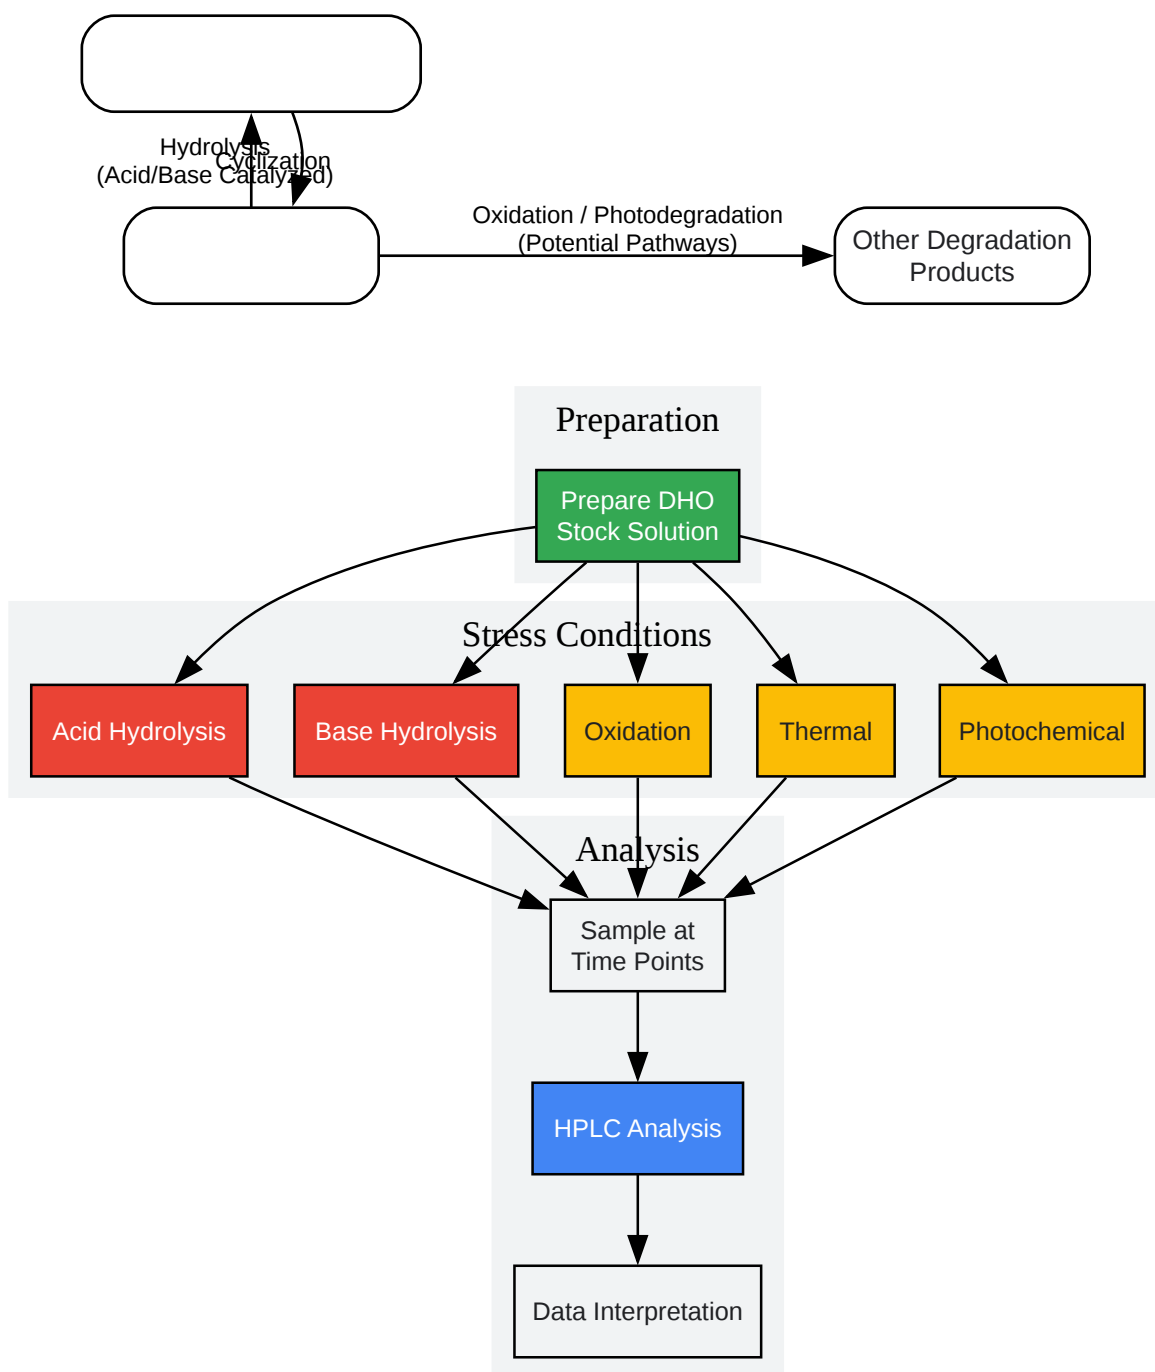 Hydrolysis
(Acid/Base Catalyzed)
Cyclization
Oxidation / Photodegradation
(Potential Pathways)
Other Degradation
Products
Preparation
Prepare DHO
Stock Solution
Stress Conditions
Acid Hydrolysis
Base Hydrolysis
Oxidation
Thermal
Photochemical
Analysis
Sample at
Time Points
HPLC Analysis
Data Interpretation